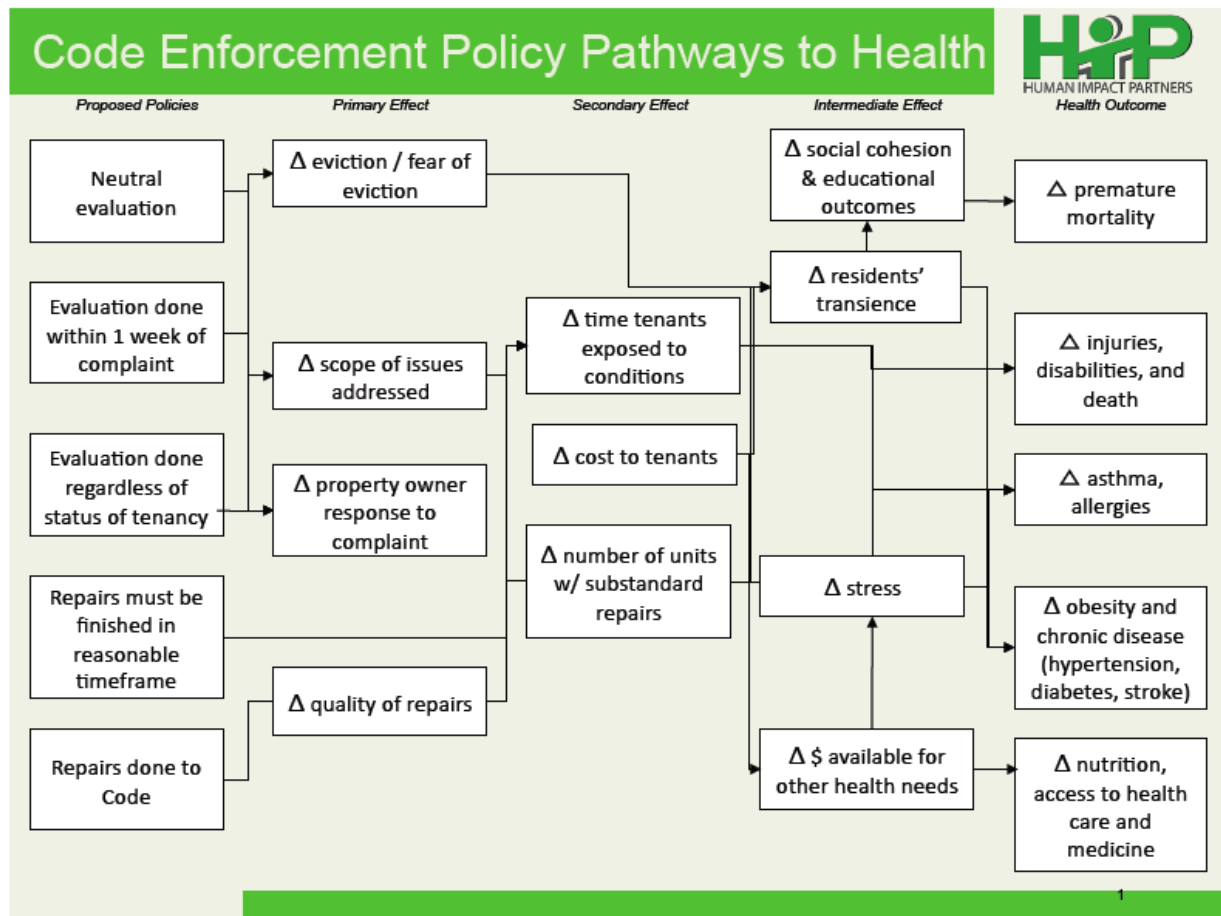 Code Enforcement Policy Pathways to Health
HiP
HUMAN IMPACT PARTNERS
Proposed Policies
Primary Effect
Secondary Effect
Intermediate Effect
Health Outcome
Neutral
evaluation
Evaluation done
within 1 week of
complaint
Evaluation done
regardless of
status of tenancy
Repairs must be
finished in
reasonable
timeframe
Repairs done to
Code
Δ eviction / fear of
eviction
Δ scope of issues
addressed
Δ property owner
response to
complaint
Δ quality of repairs
Δ time tenants
exposed to
conditions
Δ cost to tenants
Δ number of units
w/ substandard
repairs
Δ social cohesion
& educational
outcomes
Δ residents’
transience
Δ stress
Δ $ available for
other health needs
Δ premature
mortality
Δ injuries,
disabilities, and
death
Δ asthma,
allergies
Δ obesity and
chronic disease
(hypertension,
diabetes, stroke)
Δ nutrition,
access to health
care and
medicine
1